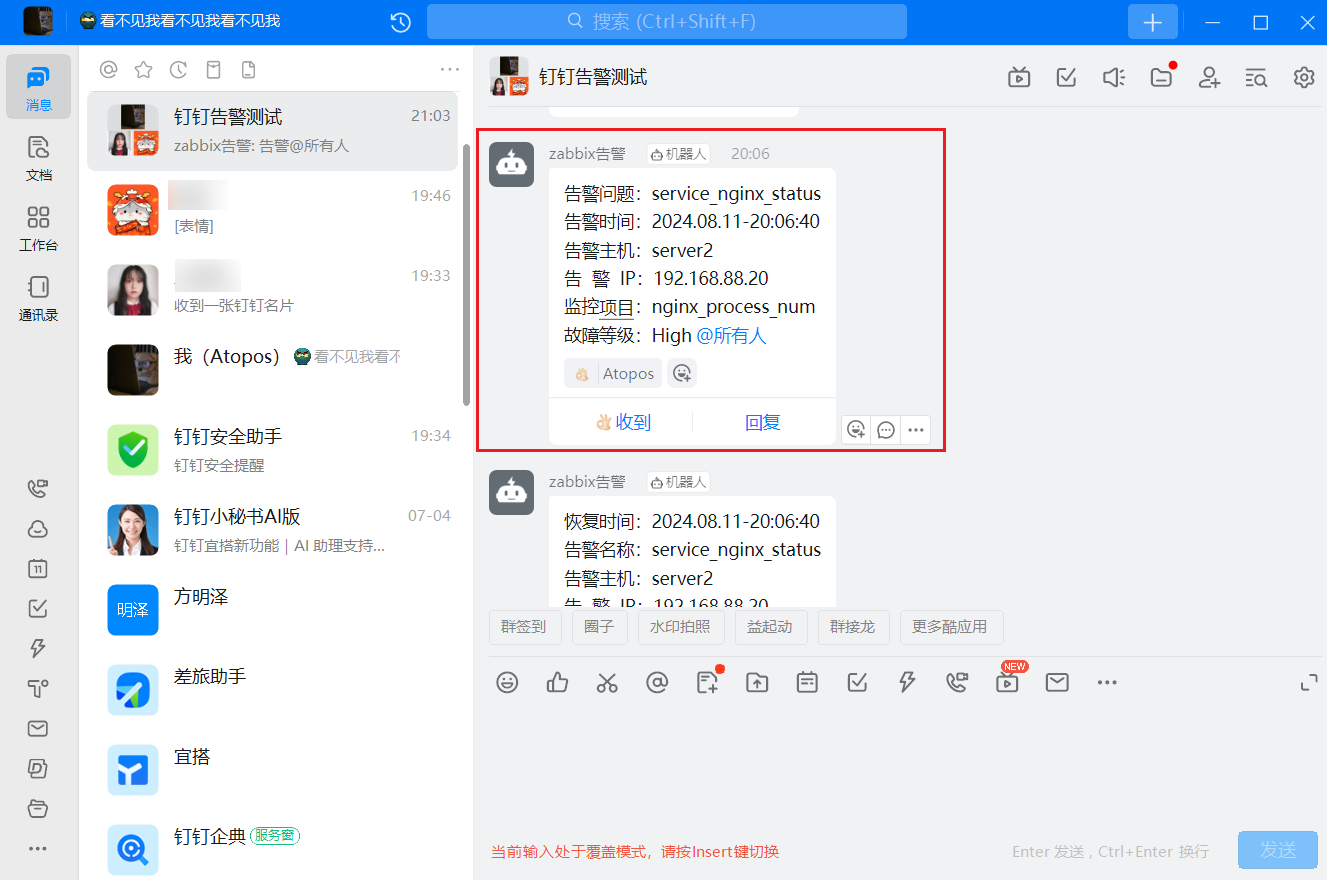 看不见我看不见我看不见我
搜索 (Ctrl+Shift+F)
消息
文档
工作台
通讯录
11
钉钉告警测试
21:03
zabbix告警: 告警@所有人
19:46
[表情]
19:33
收到一张钉钉名片
我（Atopos）
看不见我看不
钉钉安全助手
19:34
钉钉安全提醒
钉钉小秘书AI版
07-04
钉钉宜搭新功能｜AI 助理支持...
明泽
方明泽
差旅助手
宜搭
钉钉企典
服务窗
钉钉告警测试
zabbix告警
机器人
20:06
告警问题：service_nginx_status
告警时间：2024.08.11-20:06:40
告警主机：server2
告 警 IP：192.168.88.20
监控项目：nginx_process_num
故障等级：High @所有人
Atopos
收到
回复
zabbix告警
机器人
恢复时间：2024.08.11-20:06:40
告警名称：service_nginx_status
告警主机：server2
告 警 IP：192.168.88.20
群签到
圈子
水印拍照
益起动
群接龙
更多酷应用
NEW
当前输入处于覆盖模式，请按Insert键切换
Enter 发送 , Ctrl+Enter 换行
发送